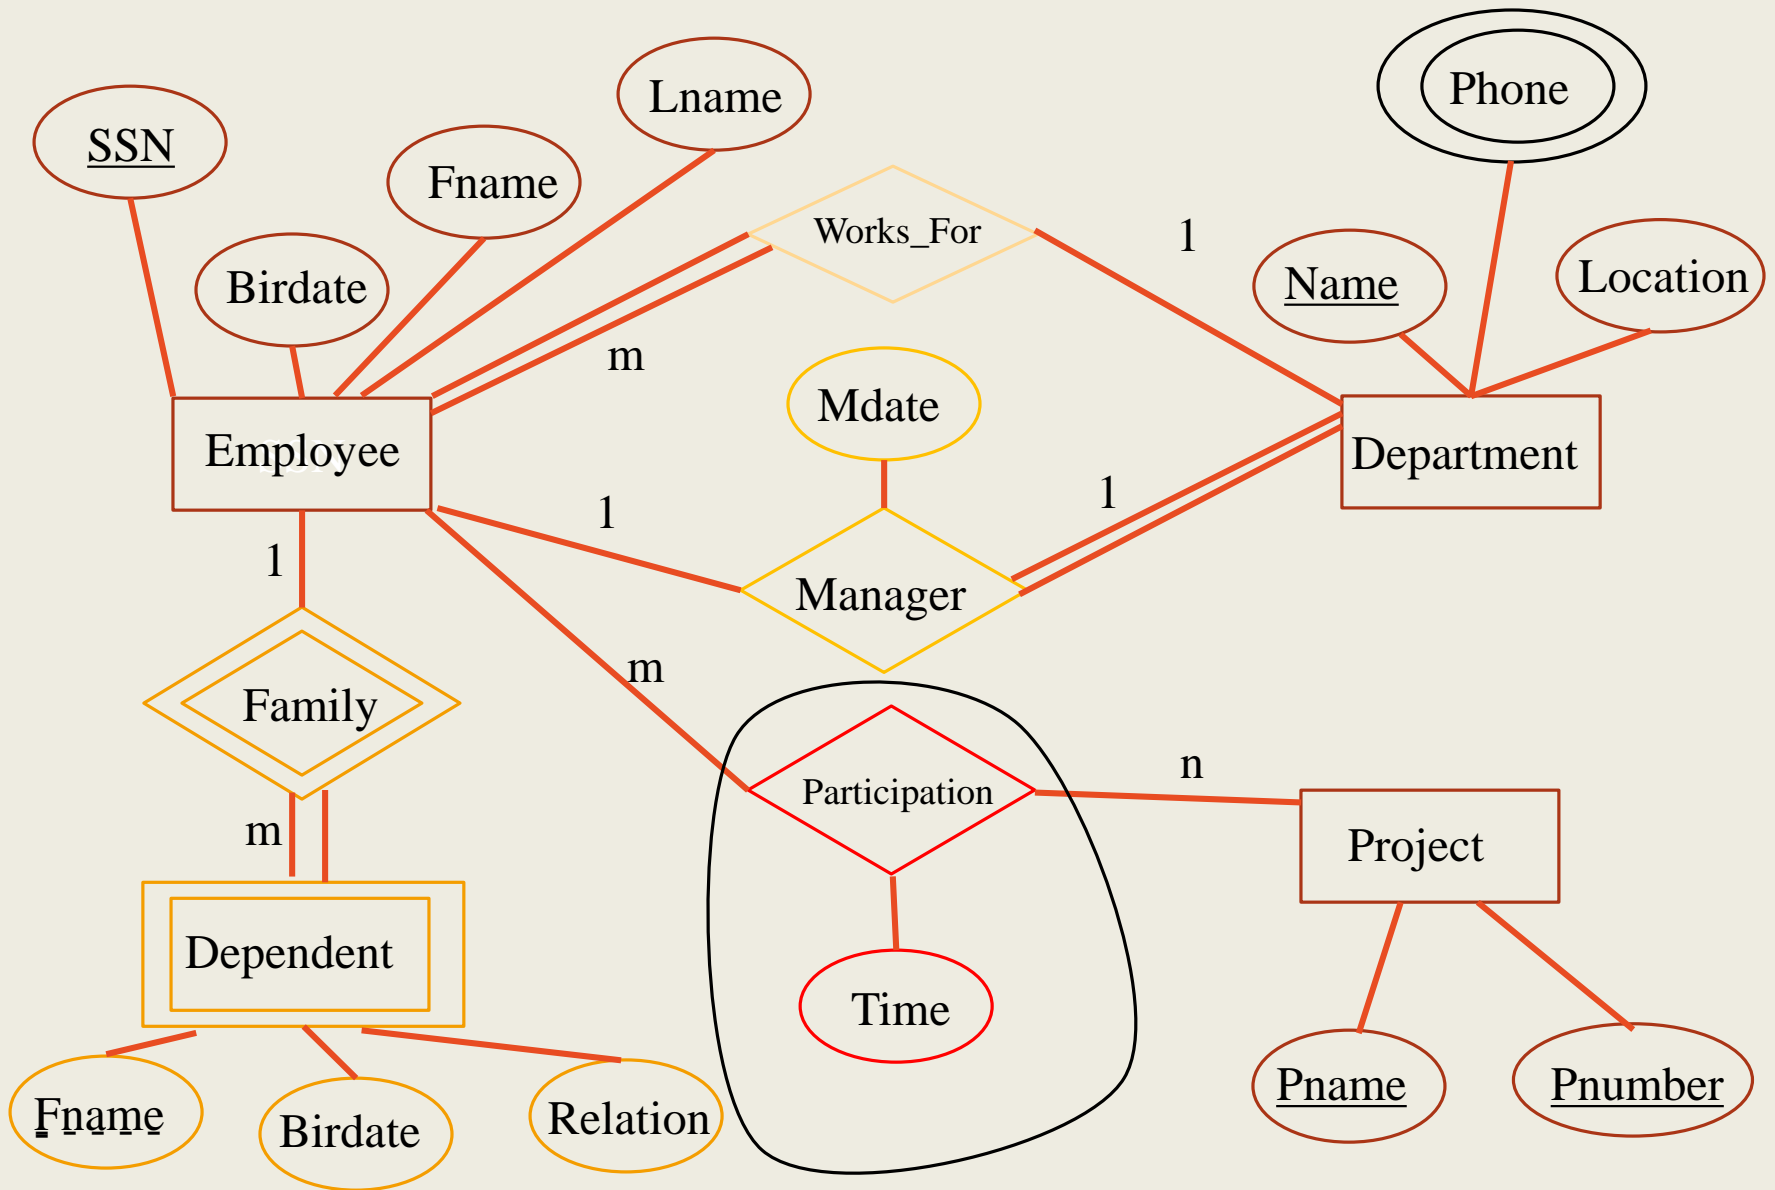 Lname
Phone
SSN
Fname
Works_For
1
Birdate
Name
Location
m
Mdate
Employee
Department
1
1
1
Manager
m
Family
n
Participation
m
Project
Dependent
Time
Fname
Birdate
Relation
Pname
Pnumber